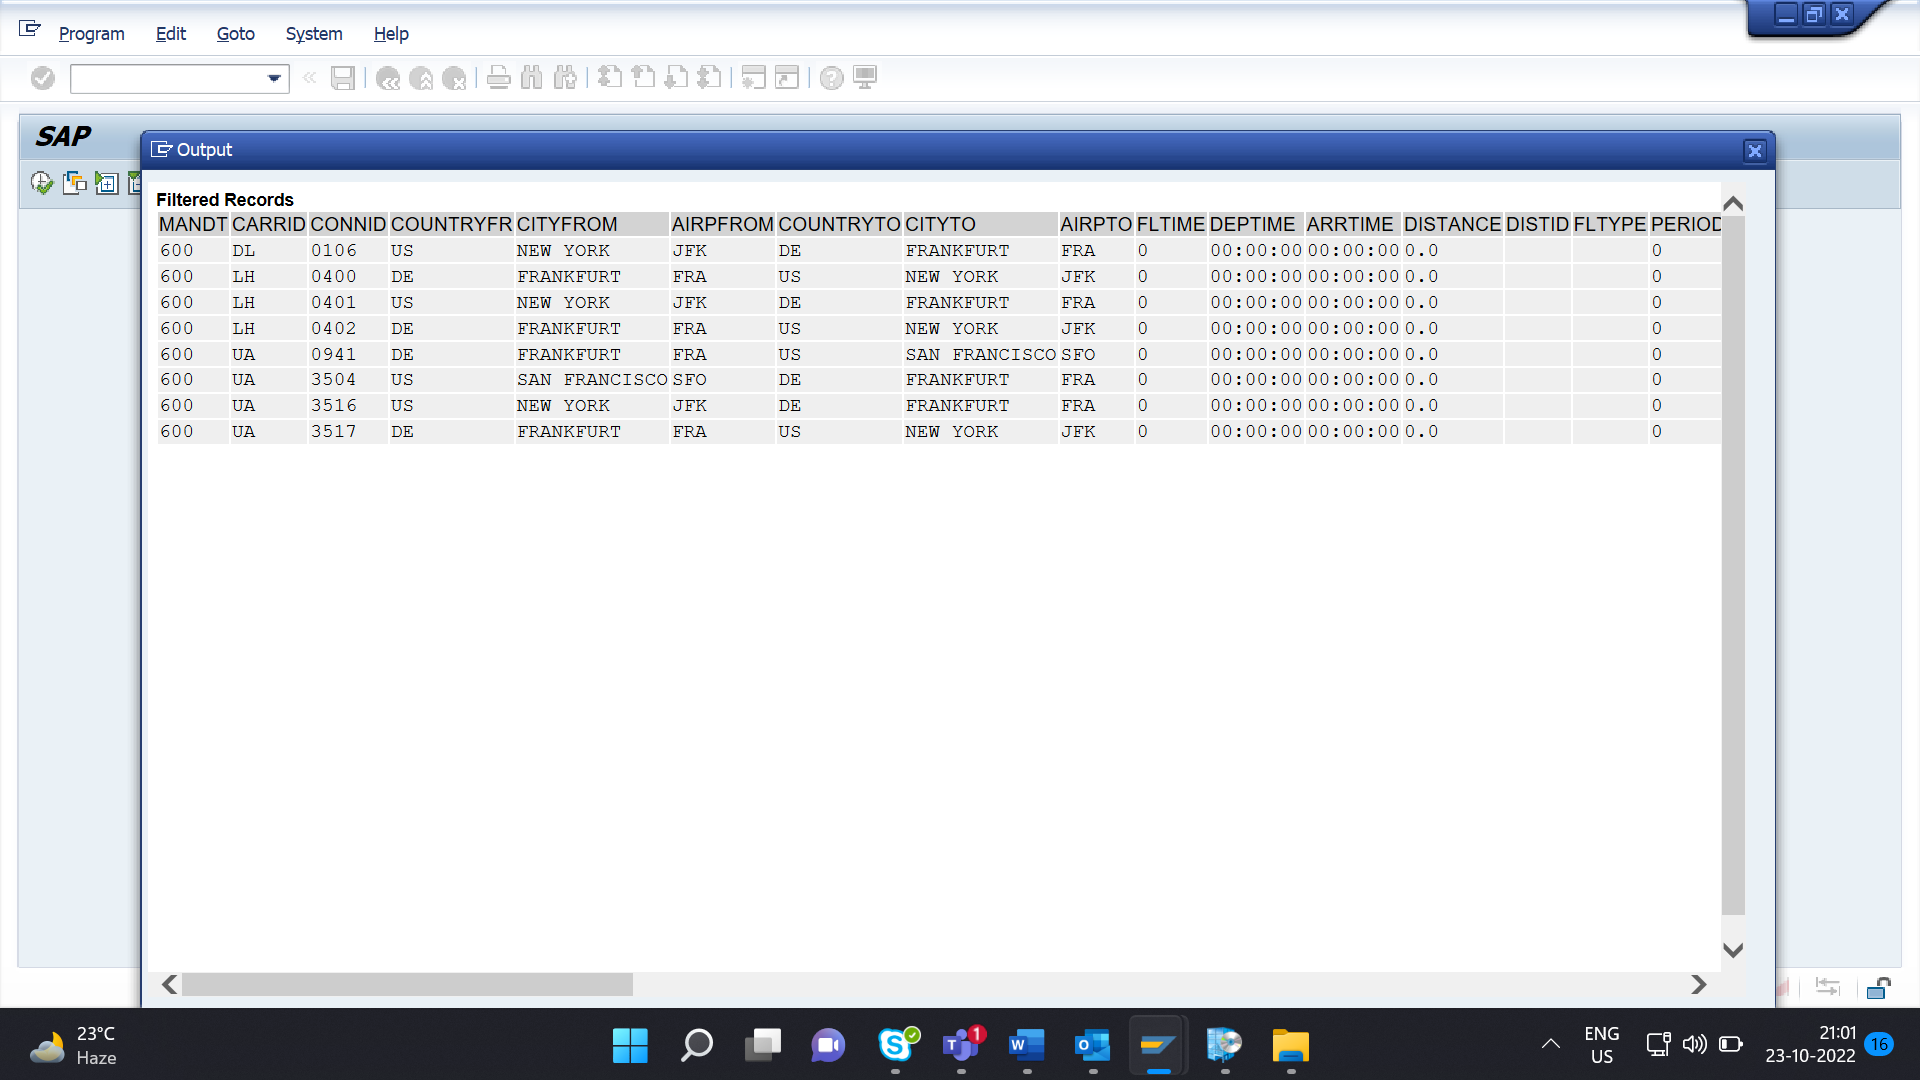 Program Edit Goto System Help
SAP
Output
Filtered Records
MANDT CARRID CONNID COUNTRYFR CITYFROM AIRPFROM COUNTRYTO CITYTO AIRPTO FLTIME DEPTIME ARRTIME DISTANCE DISTID FLTYPE PERIOD
600 DL 0106 US NEW YORK JFK DE FRANKFURT FRA 0 00:00:00 00:00:00 0.0 0
600 LH 0400 DE FRANKFURT FRA US NEW YORK JFK 0 00:00:00 00:00:00 0.0 0
600 LH 0401 US NEW YORK JFK DE FRANKFURT FRA 0 00:00:00 00:00:00 0.0 0
600 LH 0402 DE FRANKFURT FRA US NEW YORK JFK 0 00:00:00 00:00:00 0.0 0
600 UA 0941 DE FRANKFURT FRA US SAN FRANCISCO SFO 0 00:00:00 00:00:00 0.0 0
600 UA 3504 US SAN FRANCISCO SFO DE FRANKFURT FRA 0 00:00:00 00:00:00 0.0 0
600 UA 3516 US NEW YORK JFK DE FRANKFURT FRA 0 00:00:00 00:00:00 0.0 0
600 UA 3517 DE FRANKFURT FRA US NEW YORK JFK 0 00:00:00 00:00:00 0.0 0
23°C
Haze
1
ENG
US
21:01
23-10-2022
16